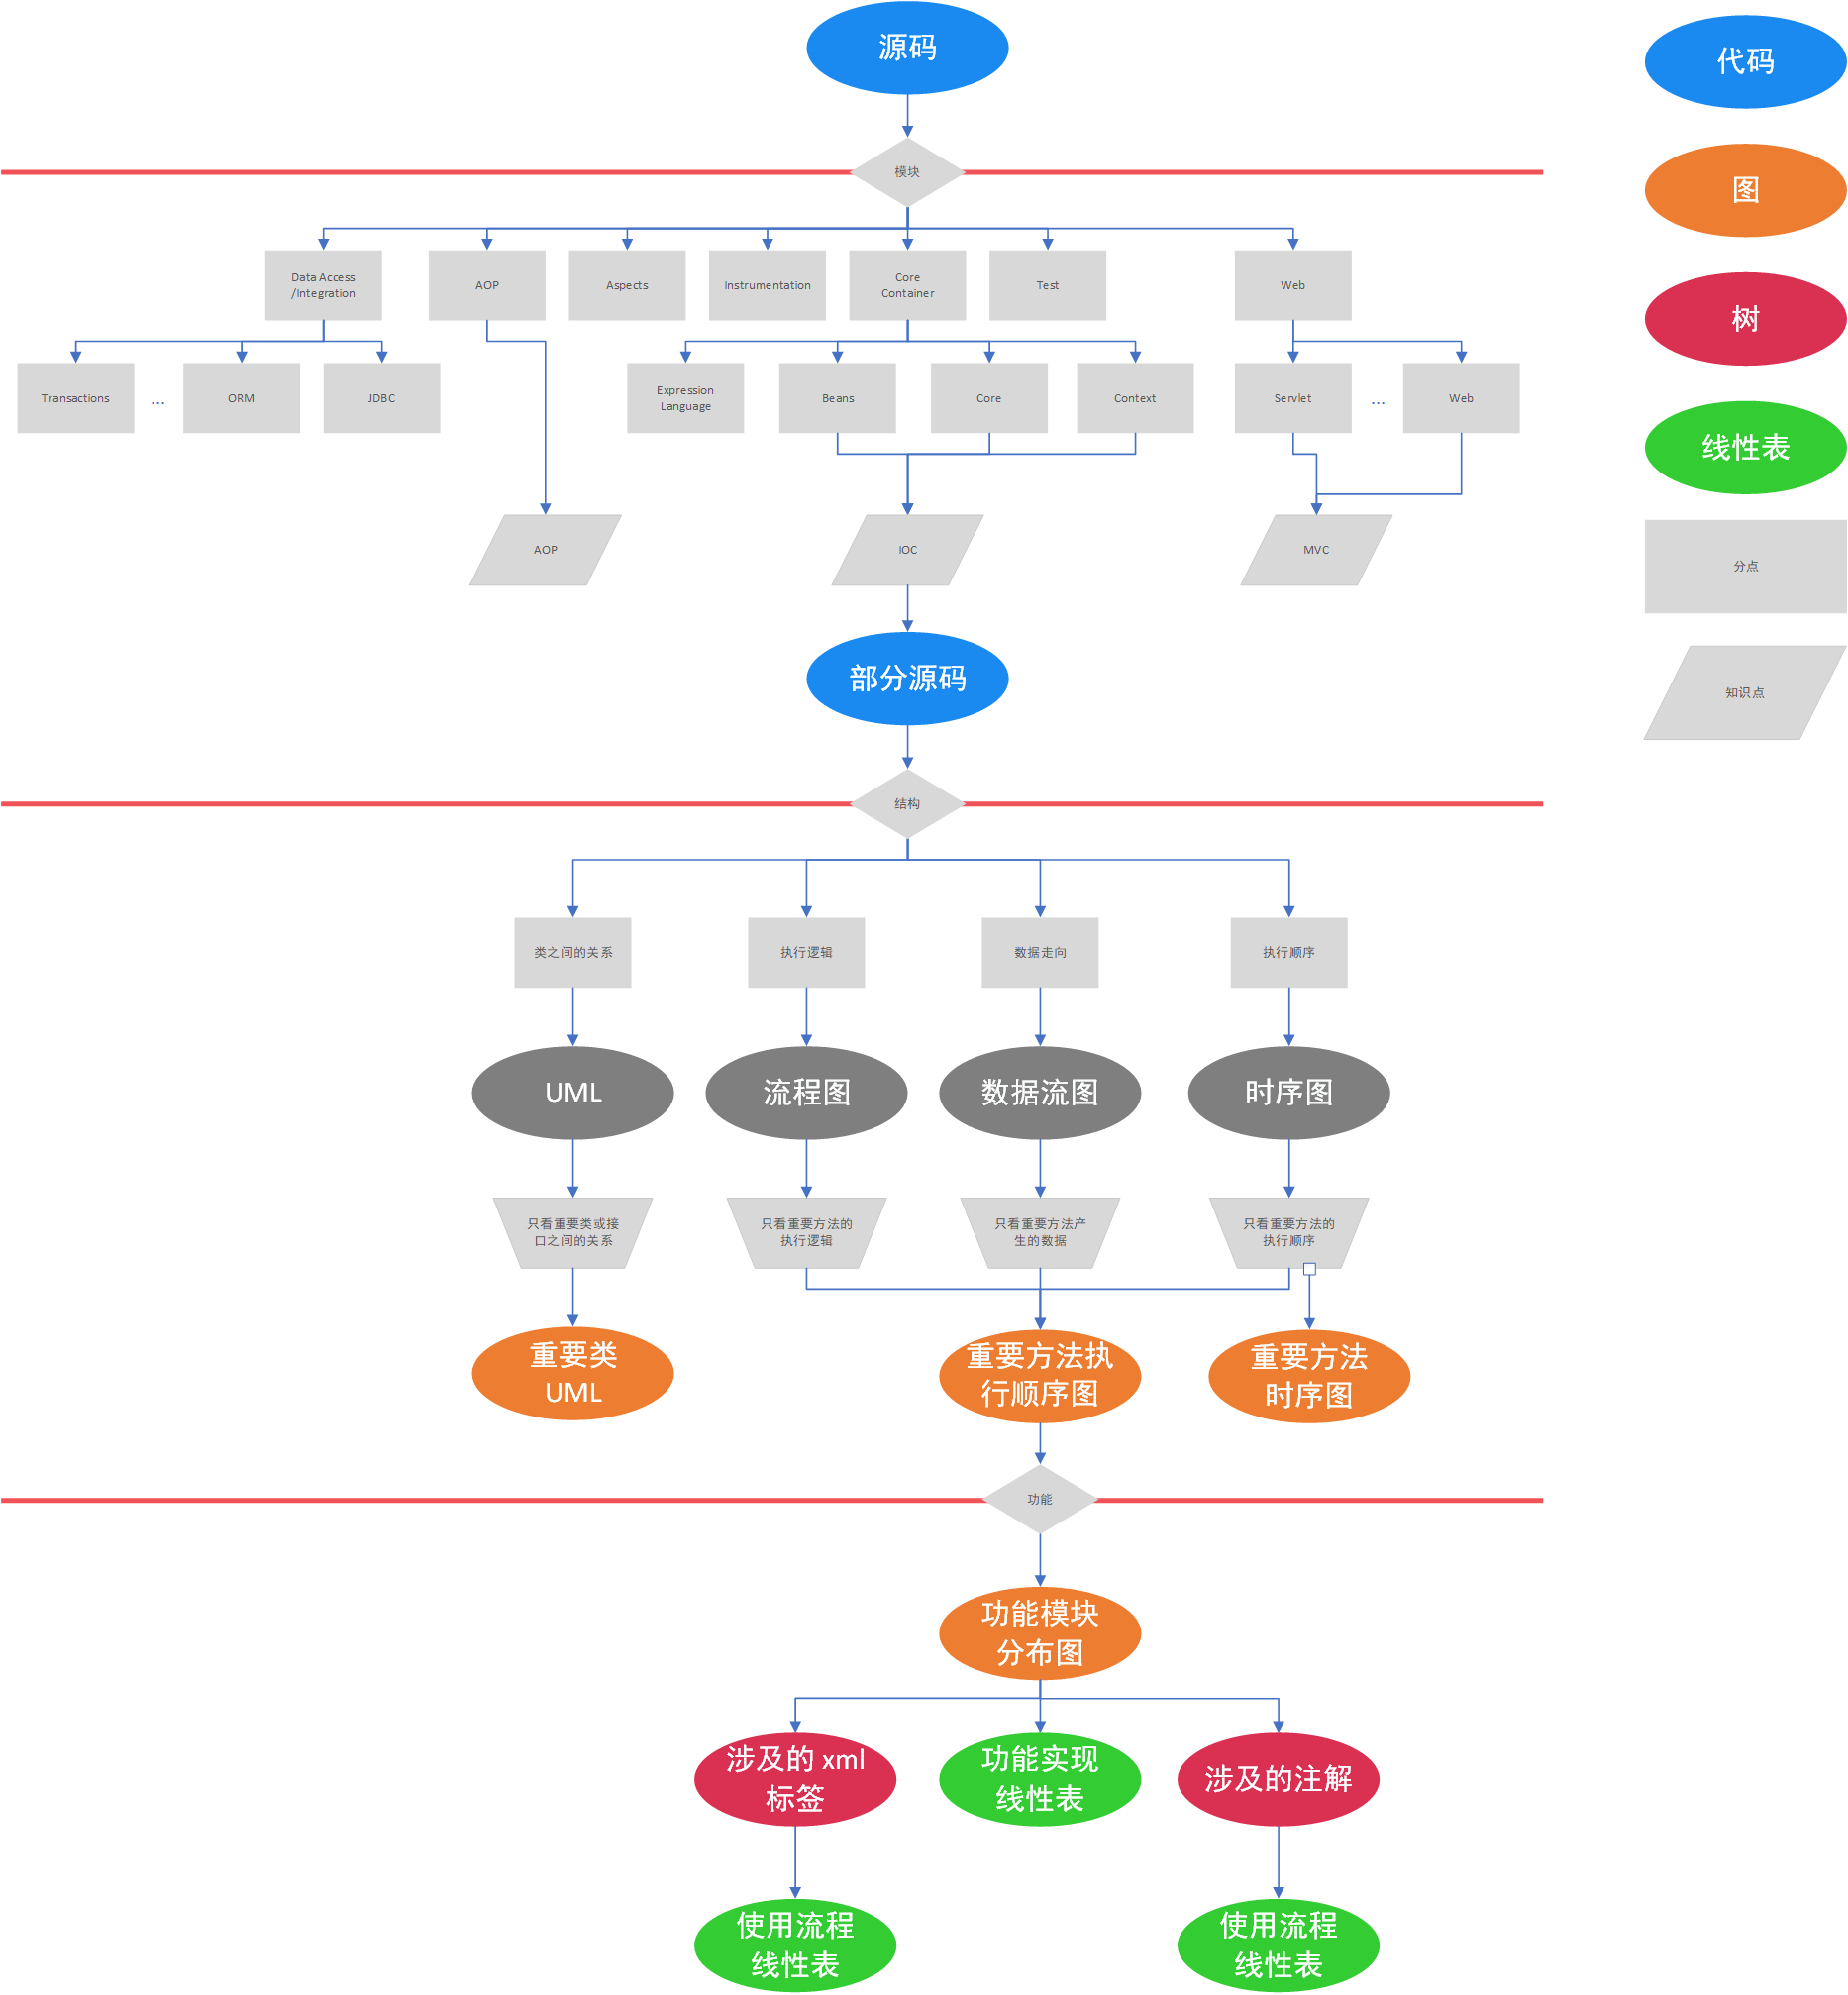 源码
代码
图
树
线性表
分点
知识点
模块
Data Access
/Integration
AOP
Aspects
Instrumentation
Core
Container
Test
Web
Transactions
...
ORM
JDBC
Expression
Language
Beans
Core
Context
Servlet
...
Web
AOP
IOC
MVC
部分源码
结构
类之间的关系
执行逻辑
数据走向
执行顺序
UML
流程图
数据流图
时序图
只看重要类或接
口之间的关系
只看重要方法的
执行逻辑
只看重要方法产
生的数据
只看重要方法的
执行顺序
重要类
UML
重要方法执
行顺序图
重要方法
时序图
功能
功能模块
分布图
涉及的 xml
标签
功能实现
线性表
涉及的注解
使用流程
线性表
使用流程
线性表